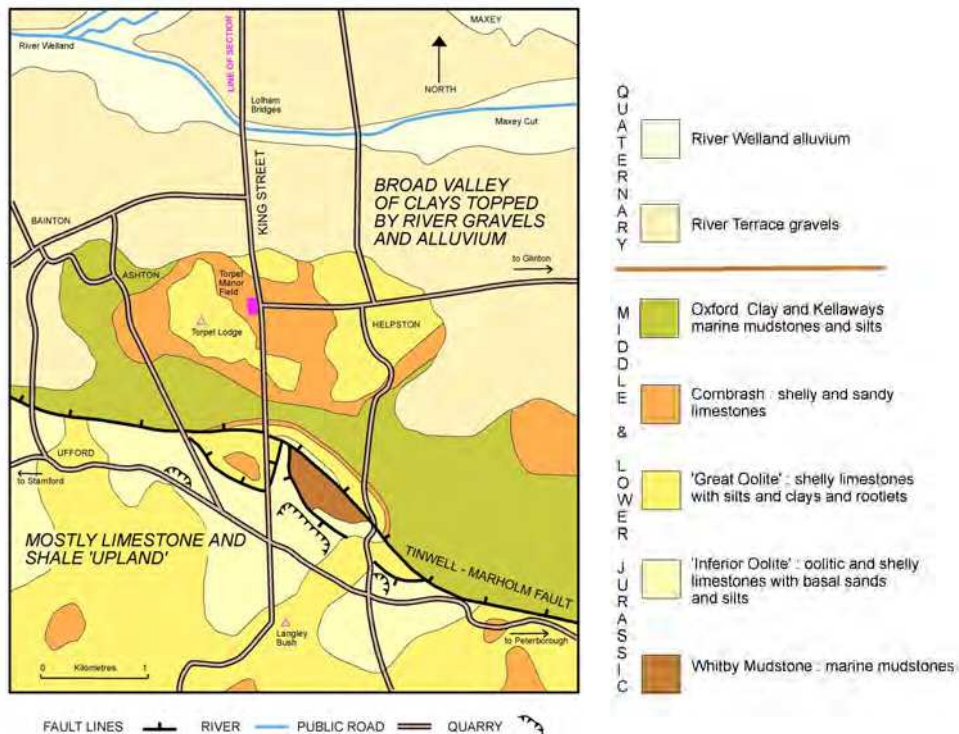 MAXEY
River Welland
LINE OF SECTION
NORTH
Lolham
Bridges
Maxey Cut
KING STREET
BROAD VALLEY
OF CLAYS TOPPED
BY RIVER GRAVELS
AND ALLUVIUM
BAINTON
to Glinton
ASHTON
Torpel
Manor
Field
Torpel Lodge
HELPSTON
UFFORD
to Stamford
MOSTLY LIMESTONE AND
SHALE 'UPLAND'
TINWELL - MARHOLM FAULT
Langley
Bush
to Peterborough
0 Kilometres 1
FAULT LINES
RIVER
PUBLIC ROAD
QUARRY
QUATERNARY
River Welland alluvium
River Terrace gravels
MIDDLE & LOWER JURASSIC
Oxford Clay and Kellaways
marine mudstones and silts
Cornbrash : shelly and sandy
limestones
'Great Oolite' : shelly limestones
with silts and clays and rootlets
'Inferior Oolite' : oolitic and shelly
limestones with basal sands
and silts
Whitby Mudstone : marine mudstones